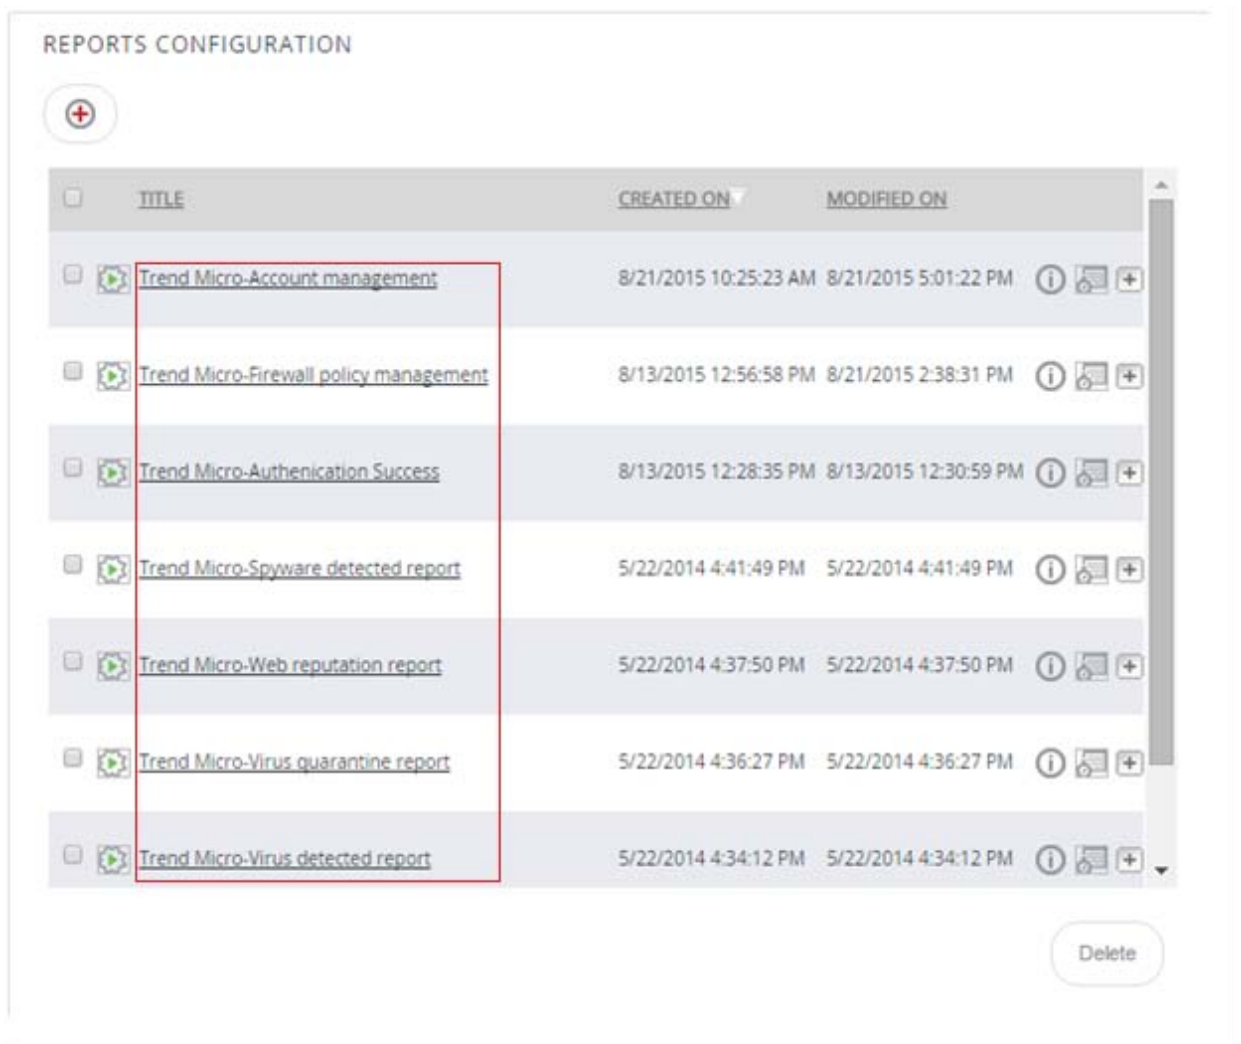 REPORTS CONFIGURATION
TITLE CREATED ON MODIFIED ON
Trend Micro-Account management 8/21/2015 10:25:23 AM 8/21/2015 5:01:22 PM
Trend Micro-Firewall policy management 8/13/2015 12:56:58 PM 8/21/2015 2:38:31 PM
Trend Micro-Authenication Success 8/13/2015 12:28:35 PM 8/13/2015 12:30:59 PM
Trend Micro-Spyware detected report 5/22/2014 4:41:49 PM 5/22/2014 4:41:49 PM
Trend Micro-Web reputation report 5/22/2014 4:37:50 PM 5/22/2014 4:37:50 PM
Trend Micro-Virus quarantine report 5/22/2014 4:36:27 PM 5/22/2014 4:36:27 PM
Trend Micro-Virus detected report 5/22/2014 4:34:12 PM 5/22/2014 4:34:12 PM
Delete